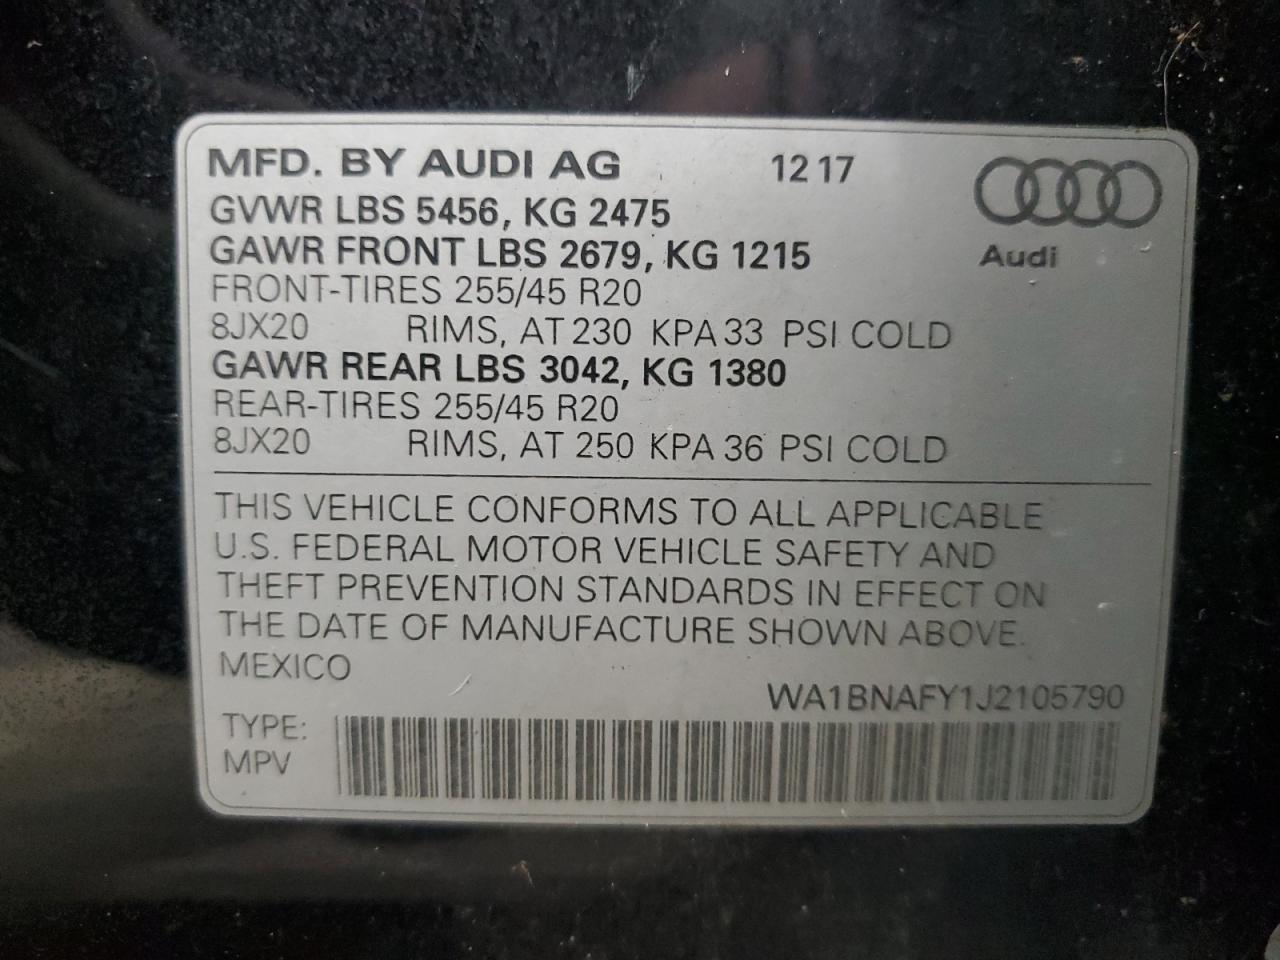 MFD. BY AUDI AG 12 17
GVWR LBS 5456, KG 2475
GAWR FRONT LBS 2679, KG 1215
Audi
FRONT-TIRES 255/45 R20
8JX20 RIMS, AT 230 KPA 33 PSI COLD
GAWR REAR LBS 3042, KG 1380
REAR-TIRES 255/45 R20
8JX20 RIMS, AT 250 KPA 36 PSI COLD
THIS VEHICLE CONFORMS TO ALL APPLICABLE
U.S. FEDERAL MOTOR VEHICLE SAFETY AND
THEFT PREVENTION STANDARDS IN EFFECT ON
THE DATE OF MANUFACTURE SHOWN ABOVE.
MEXICO
WA1BNAFY1J2105790
TYPE:
MPV